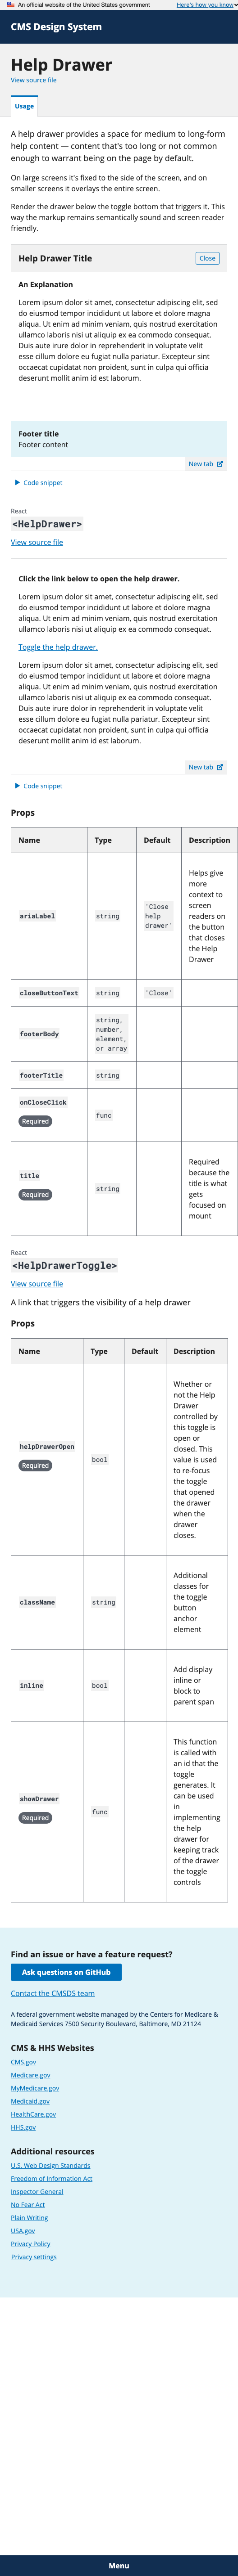 An official website of the United States government
Here's how you know
CMS Design System
Help Drawer
View source file
Usage
A help drawer provides a space for medium to long-form
help content — content that's too long or not common
enough to warrant being on the page by default.
On large screens it's pinned to the side of the screen, and on
smaller screens it overlays the entire screen.
Render the drawer below the toggle bottom that triggers it. This
way the markup remains semantically sound and screen reader
friendly.
Help Drawer Title
Close
An Explanation
Lorem ipsum dolor sit amet, consectetur adipiscing elit, sed
do eiusmod tempor incididunt ut labore et dolore magna
aliqua. Ut enim ad minim veniam, quis nostrud exercitation
ullamco laboris nisi ut aliquip ex ea commodo consequat.
Duis aute irure dolor in reprehenderit in voluptate velit
esse cillum dolore eu fugiat nulla pariatur. Excepteur sint
occaecat cupidatat non proident, sunt in culpa qui officia
deserunt mollit anim id est laborum.
Footer title
Footer content
New tab
Code snippet
React
<HelpDrawer>
View source file
Click the link below to open the help drawer.
Lorem ipsum dolor sit amet, consectetur adipiscing elit, sed
do eiusmod tempor incididunt ut labore et dolore magna
aliqua. Ut enim ad minim veniam, quis nostrud exercitation
ullamco laboris nisi ut aliquip ex ea commodo consequat.
Toggle the help drawer.
Lorem ipsum dolor sit amet, consectetur adipiscing elit, sed
do eiusmod tempor incididunt ut labore et dolore magna
aliqua. Ut enim ad minim veniam, quis nostrud exercitation
ullamco laboris nisi ut aliquip ex ea commodo consequat.
Duis aute irure dolor in reprehenderit in voluptate velit
esse cillum dolore eu fugiat nulla pariatur. Excepteur sint
occaecat cupidatat non proident, sunt in culpa qui officia
deserunt mollit anim id est laborum.
New tab
Code snippet
Props
Name Type Default Description
ariaLabel
string
'Close
help
drawer'
Helps give
more
context to
screen
readers on
the button
that closes
the Help
Drawer
closeButtonText string 'Close'
footerBody
string,
number,
element,
or array
footerTitle string
onCloseClick
Required
func
title
Required
string
Required
because the
title is what
gets
focused on
mount
React
<HelpDrawerToggle>
View source file
A link that triggers the visibility of a help drawer
Props
Name Type Default Description
helpDrawerOpen
Required
bool
Whether or
not the Help
Drawer
controlled by
this toggle is
open or
closed. This
value is used
to re-focus
the toggle
that opened
the drawer
when the
drawer
closes.
className
string
Additional
classes for
the toggle
button
anchor
element
inline
bool
Add display
inline or
block to
parent span
showDrawer
Required
func
This function
is called with
an id that the
toggle
generates. It
can be used
in
implementing
the help
drawer for
keeping track
of the drawer
the toggle
controls
Find an issue or have a feature request?
Ask questions on GitHub
Contact the CMSDS team
A federal government website managed by the Centers for Medicare &
Medicaid Services 7500 Security Boulevard, Baltimore, MD 21124
CMS & HHS Websites
CMS.gov
Medicare.gov
MyMedicare.gov
Medicaid.gov
HealthCare.gov
HHS.gov
Additional resources
U.S. Web Design Standards
Freedom of Information Act
Inspector General
No Fear Act
Plain Writing
USA.gov
Privacy Policy
Privacy settings
Menu